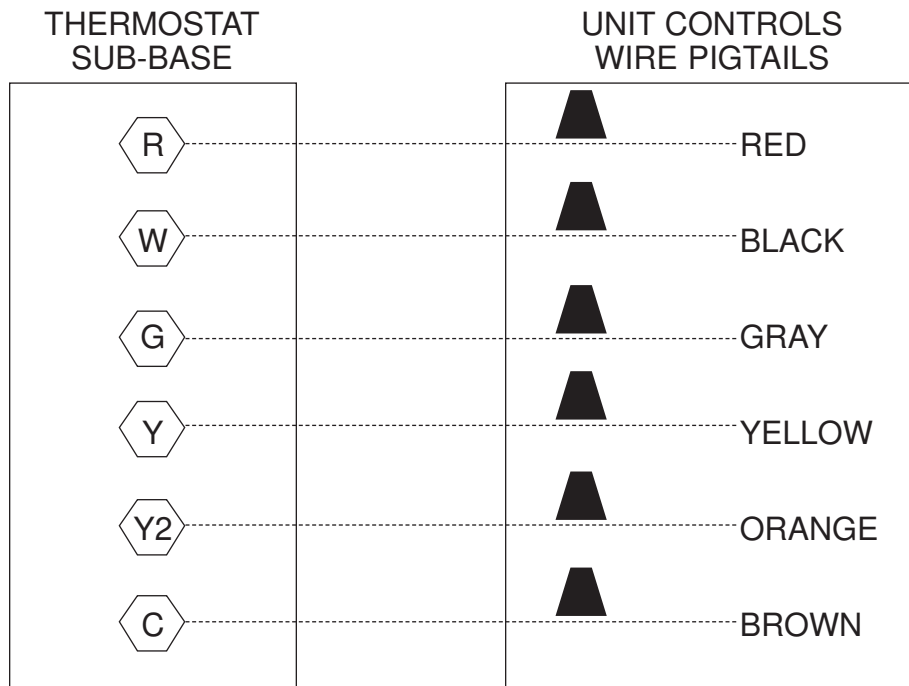 THERMOSTAT
SUB-BASE
UNIT CONTROLS
WIRE PIGTAILS
R RED
W BLACK
G GRAY
Y YELLOW
Y2 ORANGE
C BROWN